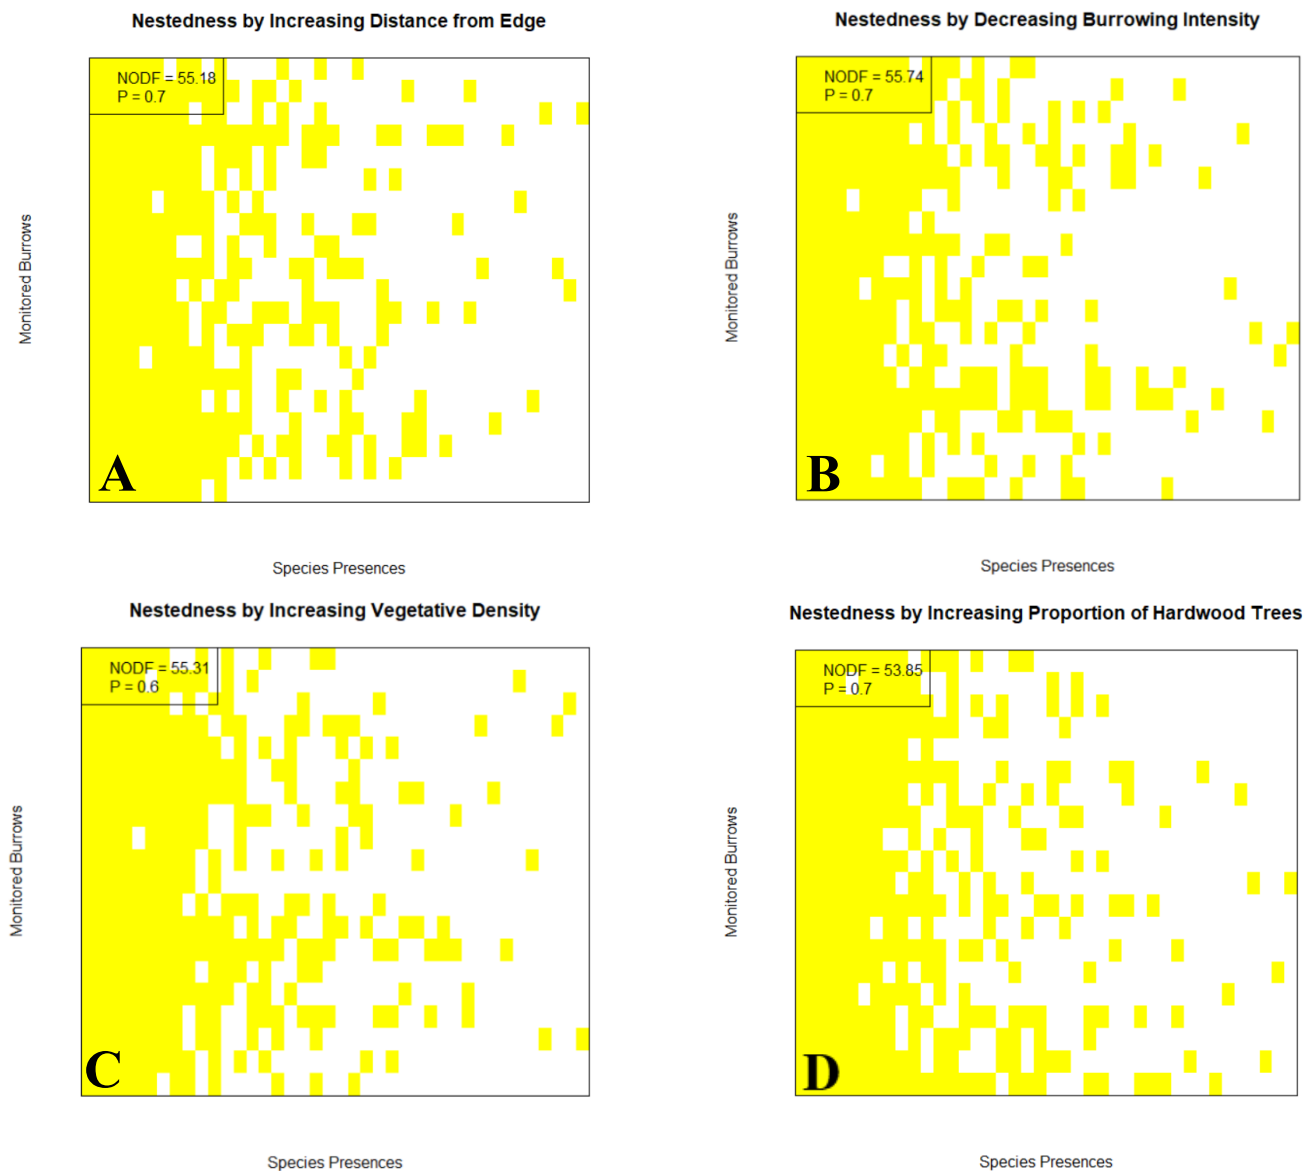 Nestedness by Increasing Distance from Edge
NODF = 55.18
P = 0.7
Monitored Burrows
A
Species Presences
Nestedness by Decreasing Burrowing Intensity
NODF = 55.74
P = 0.7
Monitored Burrows
B
Species Presences
Nestedness by Increasing Vegetative Density
NODF = 55.31
P = 0.6
Monitored Burrows
C
Species Presences
Nestedness by Increasing Proportion of Hardwood Trees
NODF = 53.85
P = 0.7
Monitored Burrows
D
Species Presences